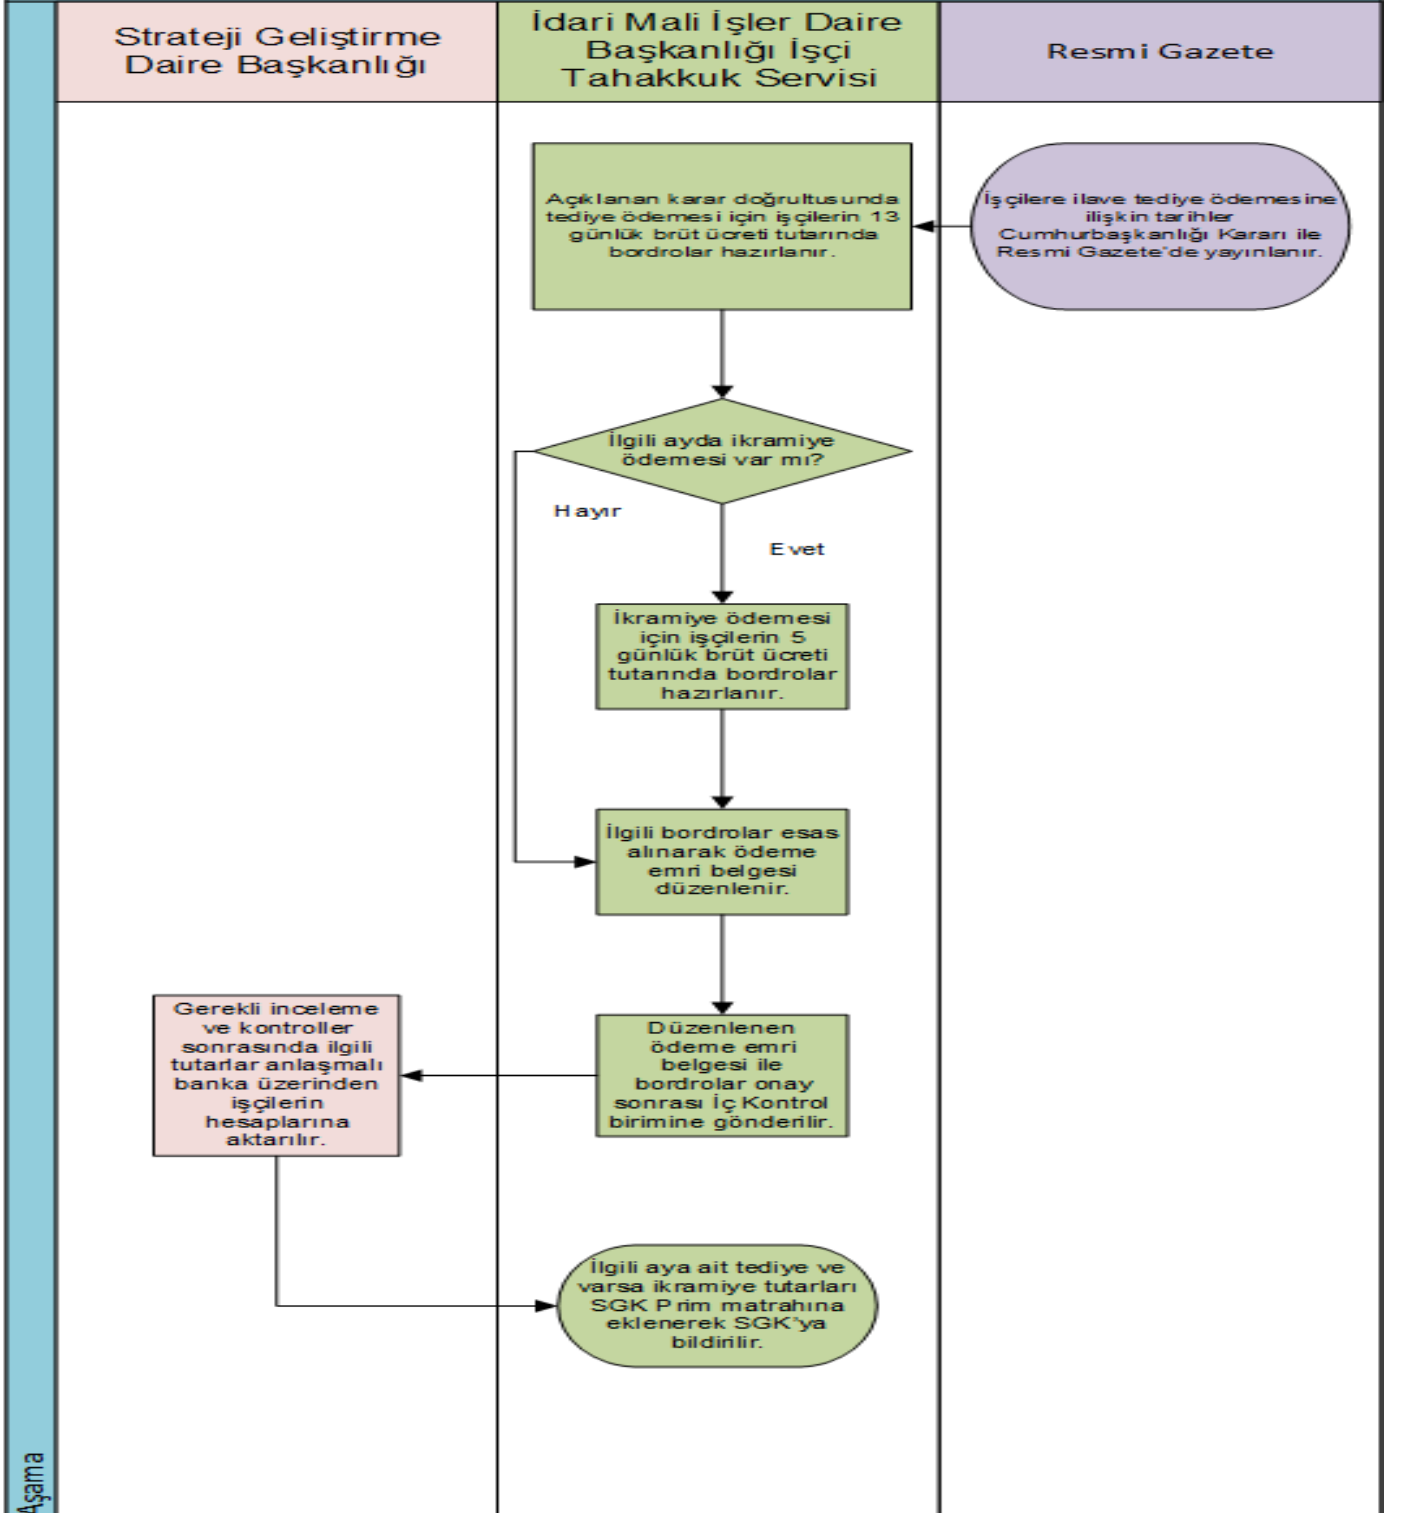 Strateji Geliştirme
Daire Başkanlığı
İdari Mali İşler Daire
Başkanlığı İşçi
Tahakkuk Servisi
Resmi Gazete
İşçilere ilave tediye ödemesine
ilişkin tarihler
Cumhurbaşkanlığı Kararı ile
Resmi Gazete'de yayınlanır.
Açıklanan karar doğrultusunda
tediye ödemesi için işçilerin 13
günlük brüt ücreti tutarında
bordrolar hazırlanır.
İlgili ayda ikramiye
ödemesi var mı?
Hayır
Evet
İkramiye ödemesi
için işçilerin 5
günlük brüt ücreti
tutarında bordrolar
hazırlanır.
İlgili bordrolar esas
alınarak ödeme
emri belgesi
düzenlenir.
Düzenlenen
ödeme emri
belgesi ile
bordrolar onay
sonrası İç Kontrol
birimine gönderilir.
Gerekli inceleme
ve kontroller
sonrasında ilgili
tutarlar anlaşmalı
banka üzerinden
işçilerin
hesaplarına
aktarılır.
İlgili aya ait tediye ve
varsa ikramiye tutarları
SGK Prim matrahına
eklenerek SGK'ya
bildirilir.
Aşama